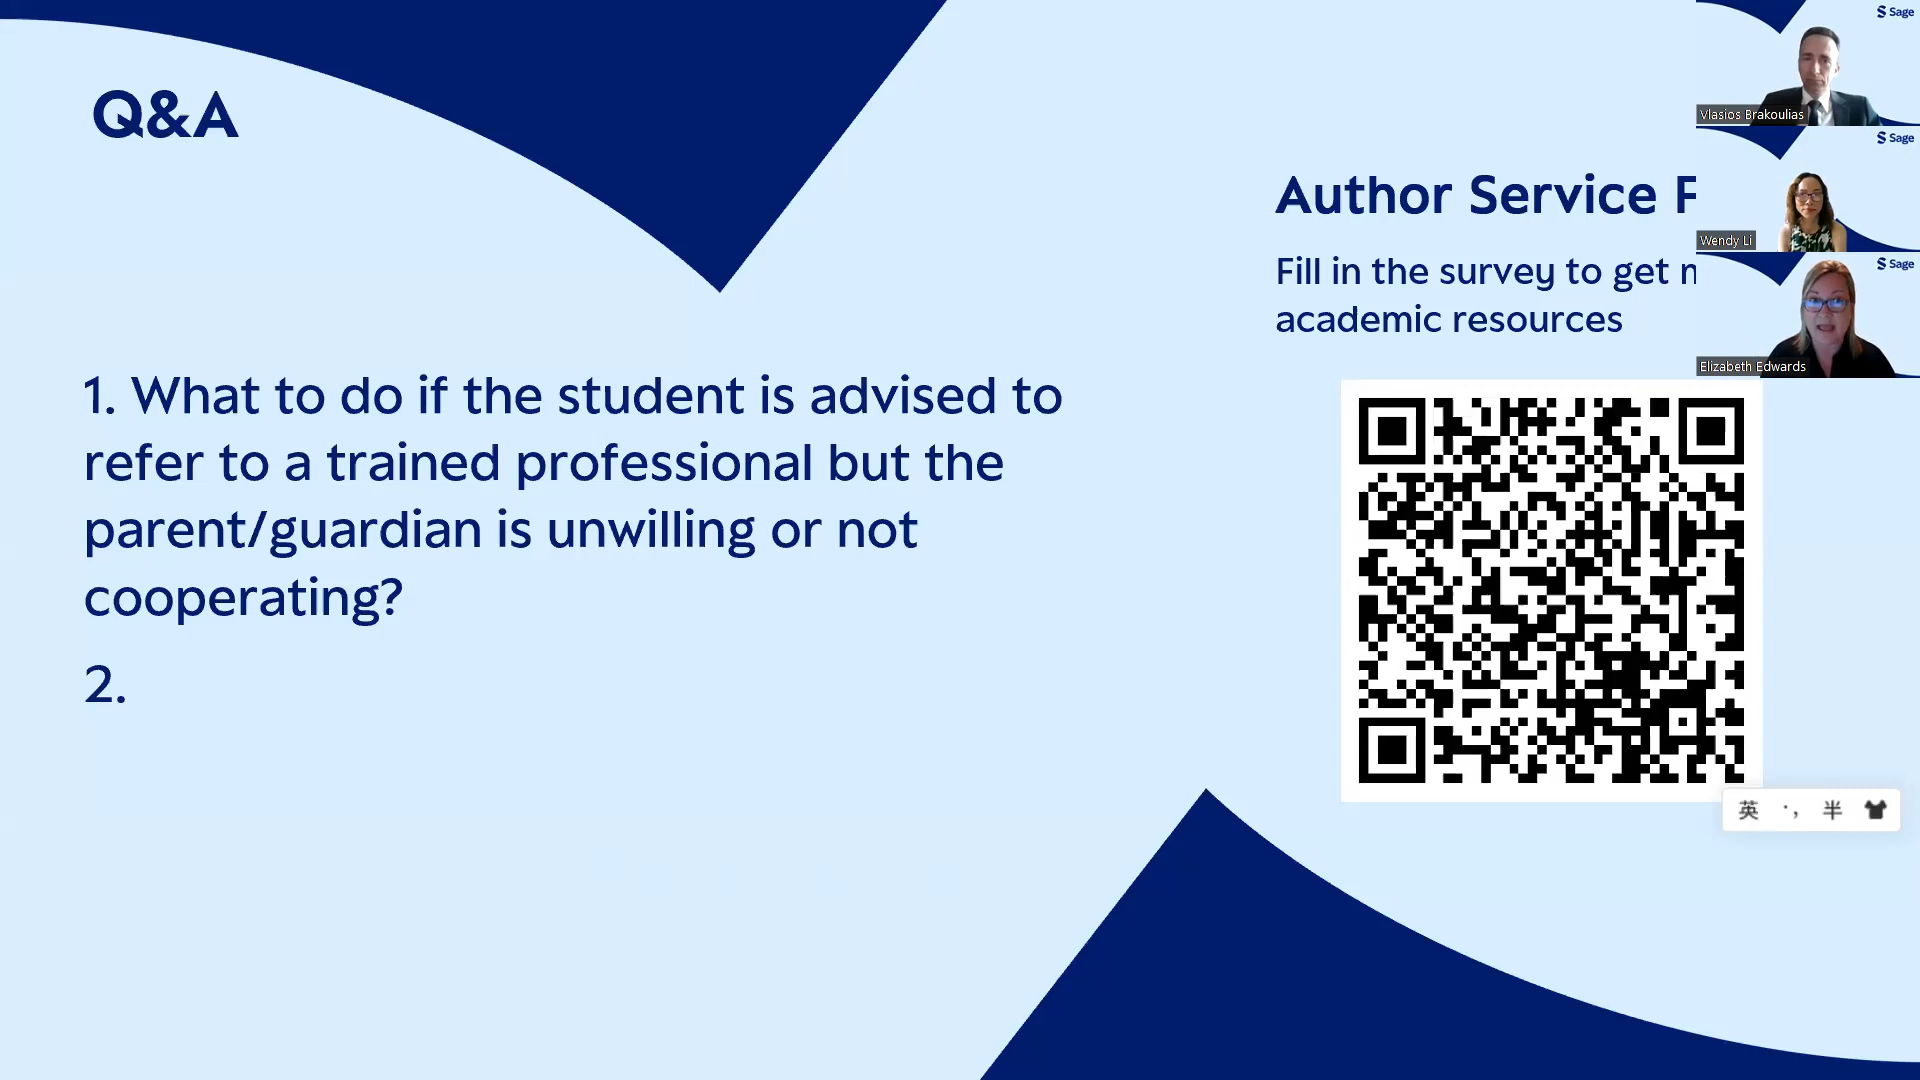 Q&A
1. What to do if the student is advised to
refer to a trained professional but the
parent/guardian is unwilling or not
cooperating?
2.
Author Service F
Fill in the survey to get
academic resources
Sage
Vlasios Brakoulias
Sage
Wendy Li
Sage
Elizabeth Edwards
英 ·, 半